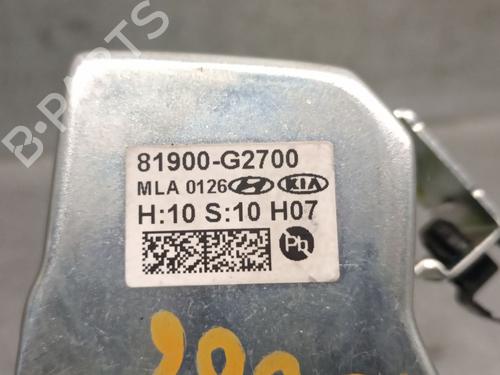 B-PARTS
81900-G2700
MLA 0126 KIA
H:10 S:10 H07
Pb